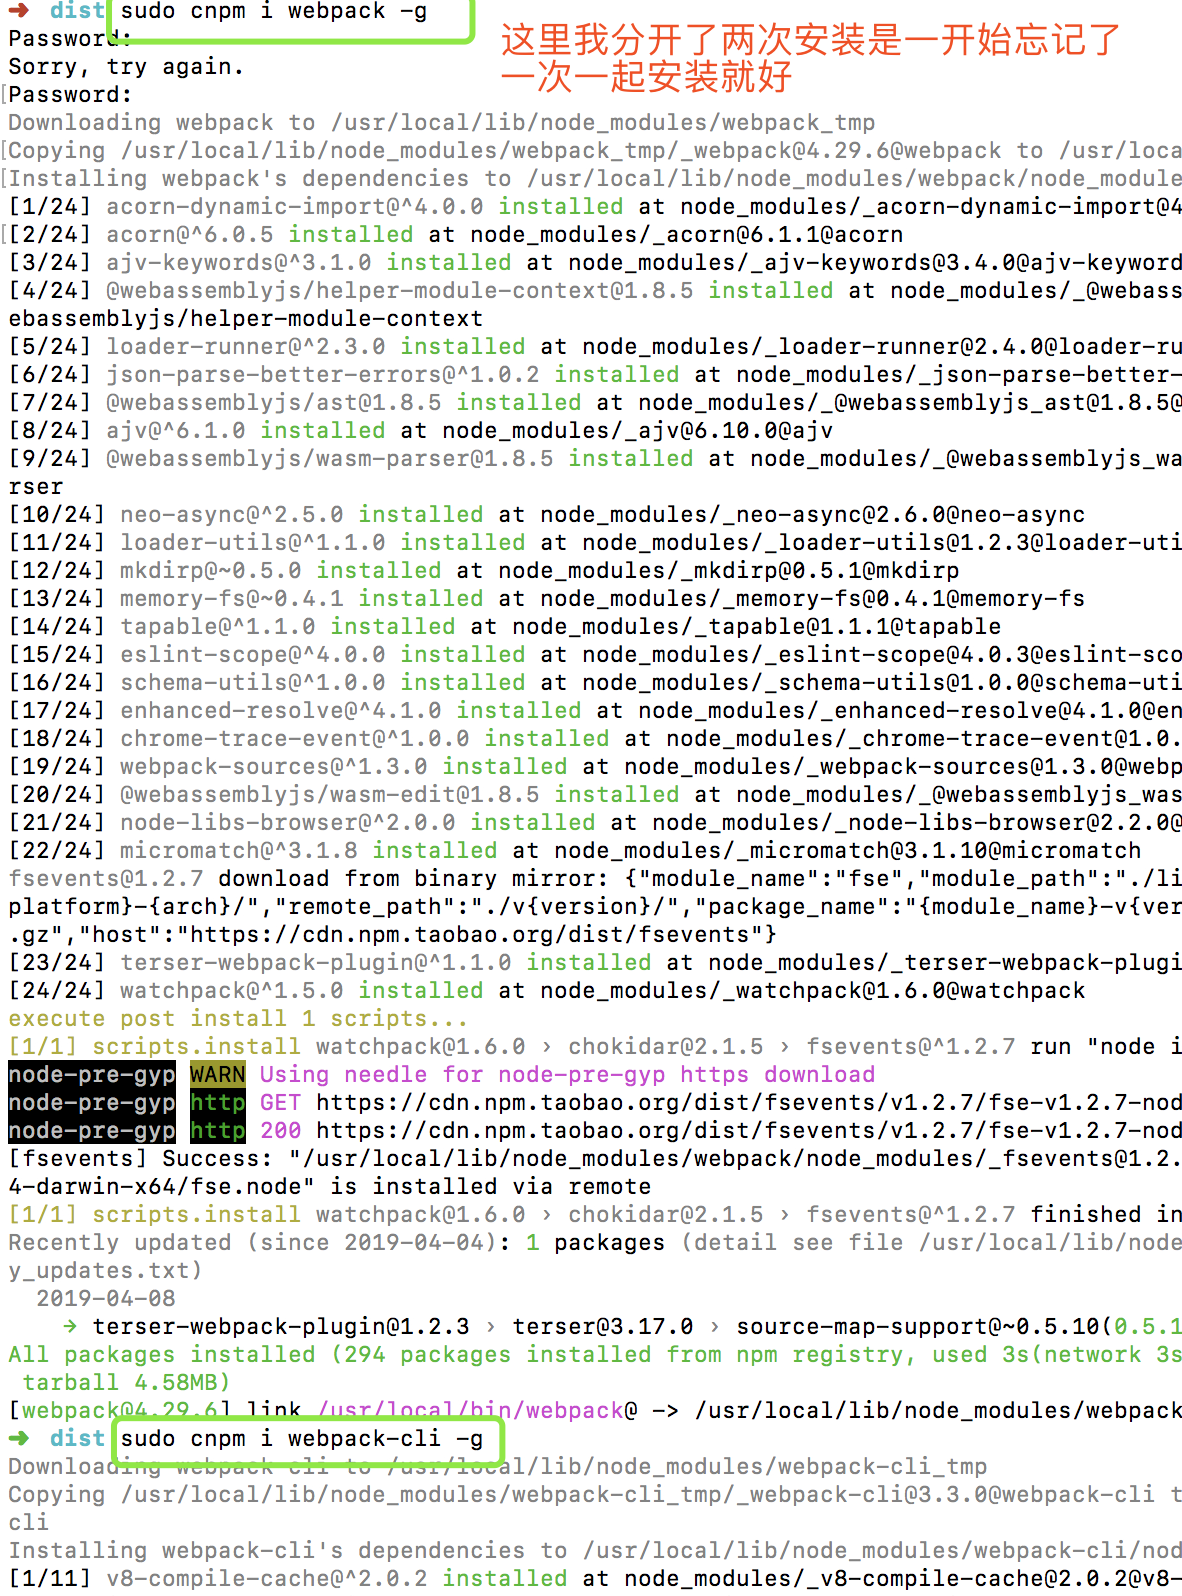 ➜ dist sudo cnpm i webpack -g
Password:
这里我分开了两次安装是一开始忘记了
Sorry, try again.
一次一起安装就好
[Password:
Downloading webpack to /usr/local/lib/node_modules/webpack_tmp
[Copying /usr/local/lib/node_modules/webpack_tmp/_webpack@4.29.6@webpack to /usr/loca
[Installing webpack's dependencies to /usr/local/lib/node_modules/webpack/node_module
[1/24] acorn-dynamic-import@^4.0.0 installed at node_modules/_acorn-dynamic-import@4
[[2/24] acorn@^6.0.5 installed at node_modules/_acorn@6.1.1@acorn
[3/24] ajv-keywords@^3.1.0 installed at node_modules/_ajv-keywords@3.4.0@ajv-keyword
[4/24] @webassemblyjs/helper-module-context@1.8.5 installed at node_modules/_@webass
ebassemblyjs/helper-module-context
[5/24] loader-runner@^2.3.0 installed at node_modules/_loader-runner@2.4.0@loader-ru
[6/24] json-parse-better-errors@^1.0.2 installed at node_modules/_json-parse-better-
[7/24] @webassemblyjs/ast@1.8.5 installed at node_modules/_@webassemblyjs_ast@1.8.5@
[8/24] ajv@^6.1.0 installed at node_modules/_ajv@6.10.0@ajv
[9/24] @webassemblyjs/wasm-parser@1.8.5 installed at node_modules/_@webassemblyjs_wa
rser
[10/24] neo-async@^2.5.0 installed at node_modules/_neo-async@2.6.0@neo-async
[11/24] loader-utils@^1.1.0 installed at node_modules/_loader-utils@1.2.3@loader-uti
[12/24] mkdirp@~0.5.0 installed at node_modules/_mkdirp@0.5.1@mkdirp
[13/24] memory-fs@~0.4.1 installed at node_modules/_memory-fs@0.4.1@memory-fs
[14/24] tapable@^1.1.0 installed at node_modules/_tapable@1.1.1@tapable
[15/24] eslint-scope@^4.0.0 installed at node_modules/_eslint-scope@4.0.3@eslint-sco
[16/24] schema-utils@^1.0.0 installed at node_modules/_schema-utils@1.0.0@schema-uti
[17/24] enhanced-resolve@^4.1.0 installed at node_modules/_enhanced-resolve@4.1.0@en
[18/24] chrome-trace-event@^1.0.0 installed at node_modules/_chrome-trace-event@1.0.
[19/24] webpack-sources@^1.3.0 installed at node_modules/_webpack-sources@1.3.0@webp
[20/24] @webassemblyjs/wasm-edit@1.8.5 installed at node_modules/_@webassemblyjs_was
[21/24] node-libs-browser@^2.0.0 installed at node_modules/_node-libs-browser@2.2.0@
[22/24] micromatch@^3.1.8 installed at node_modules/_micromatch@3.1.10@micromatch
fsevents@1.2.7 download from binary mirror: {"module_name":"fse","module_path":"./li
platform}-{arch}/","remote_path":"./v{version}/","package_name":"{module_name}-v{ver
.gz","host":"https://cdn.npm.taobao.org/dist/fsevents"}
[23/24] terser-webpack-plugin@^1.1.0 installed at node_modules/_terser-webpack-plugi
[24/24] watchpack@^1.5.0 installed at node_modules/_watchpack@1.6.0@watchpack
execute post install 1 scripts...
[1/1] scripts.install watchpack@1.6.0 › chokidar@2.1.5 › fsevents@^1.2.7 run "node i
node-pre-gyp WARN Using needle for node-pre-gyp https download
node-pre-gyp http GET https://cdn.npm.taobao.org/dist/fsevents/v1.2.7/fse-v1.2.7-nod
node-pre-gyp http 200 https://cdn.npm.taobao.org/dist/fsevents/v1.2.7/fse-v1.2.7-nod
[fsevents] Success: "/usr/local/lib/node_modules/webpack/node_modules/_fsevents@1.2.
4-darwin-x64/fse.node" is installed via remote
[1/1] scripts.install watchpack@1.6.0 › chokidar@2.1.5 › fsevents@^1.2.7 finished in
Recently updated (since 2019-04-04): 1 packages (detail see file /usr/local/lib/node
y_updates.txt)
2019-04-08
→ terser-webpack-plugin@1.2.3 › terser@3.17.0 › source-map-support@~0.5.10(0.5.1
All packages installed (294 packages installed from npm registry, used 3s(network 3s
tarball 4.58MB)
[webpack@4.29.6] link /usr/local/bin/webpack@ -> /usr/local/lib/node_modules/webpack
➜ dist sudo cnpm i webpack-cli -g
Downloading webpack-cli to /usr/local/lib/node_modules/webpack-cli_tmp
Copying /usr/local/lib/node_modules/webpack-cli_tmp/_webpack-cli@3.3.0@webpack-cli t
cli
Installing webpack-cli's dependencies to /usr/local/lib/node_modules/webpack-cli/nod
[1/11] v8-compile-cache@^2.0.2 installed at node_modules/_v8-compile-cache@2.0.2@v8-